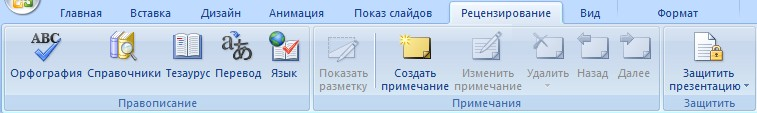 Главная Вставка Дизайн Анимация Показ слайдов Рецензирование Вид Формат
ABC
Орфография Справочники Тезаурус Перевод Язык
Показать разметку
Создать примечание
Изменить примечание
Удалить Назад Далее
Защитить презентацию
Правописание Примечания Защитить